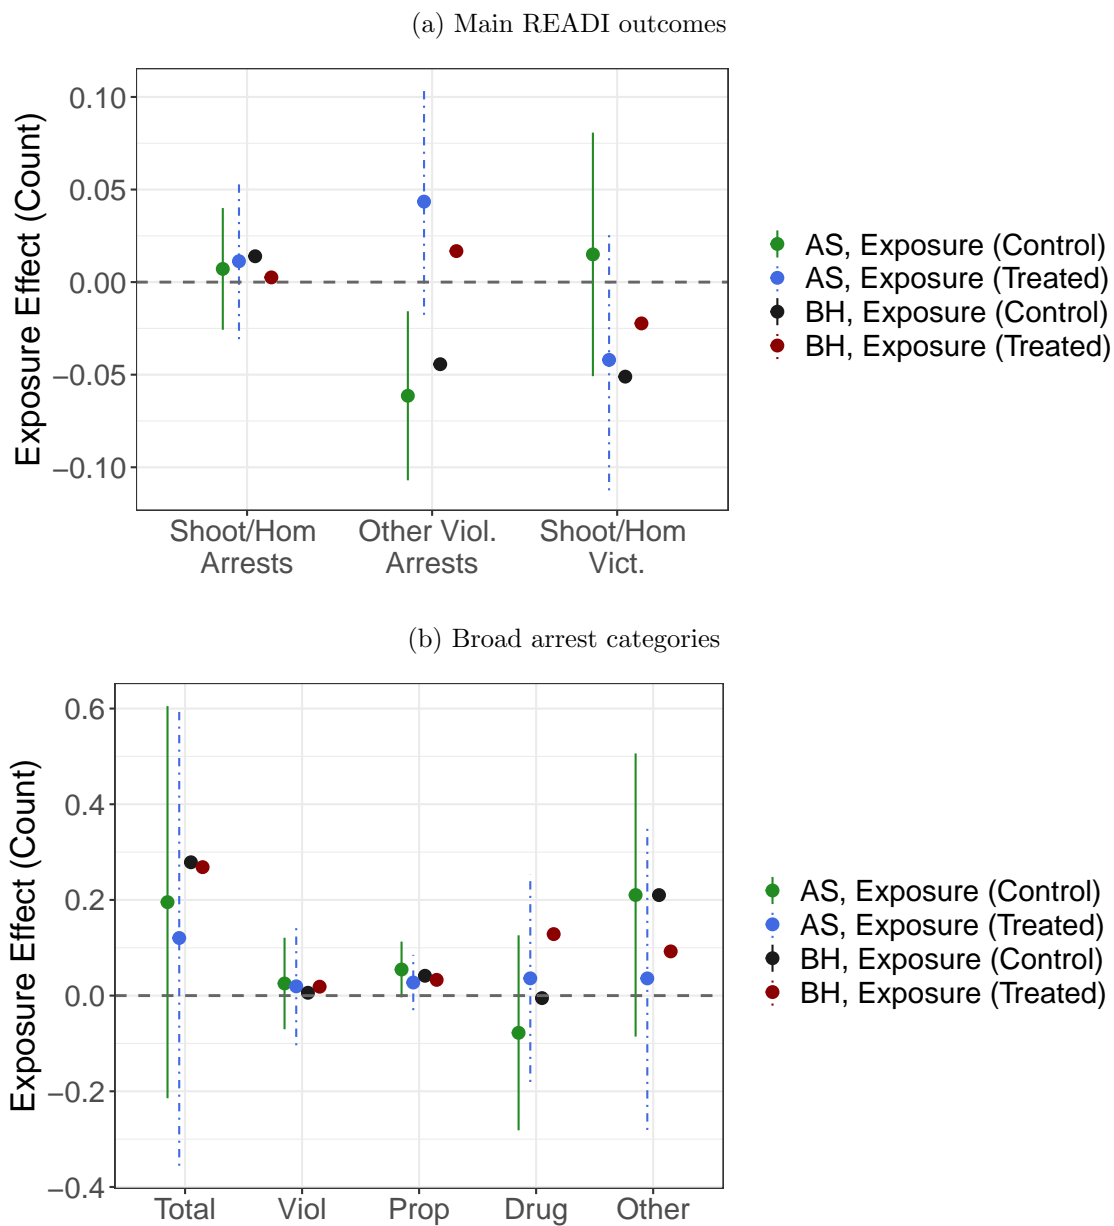 (a) Main READI outcomes
Exposure Effect (Count)
0.10
0.05
0.00
−0.05
−0.10
Shoot/Hom
Arrests
Other Viol.
Arrests
Shoot/Hom
Vict.
AS, Exposure (Control)
AS, Exposure (Treated)
BH, Exposure (Control)
BH, Exposure (Treated)
(b) Broad arrest categories
Exposure Effect (Count)
0.6
0.4
0.2
0.0
−0.2
−0.4
Total
Viol
Prop
Drug
Other
AS, Exposure (Control)
AS, Exposure (Treated)
BH, Exposure (Control)
BH, Exposure (Treated)